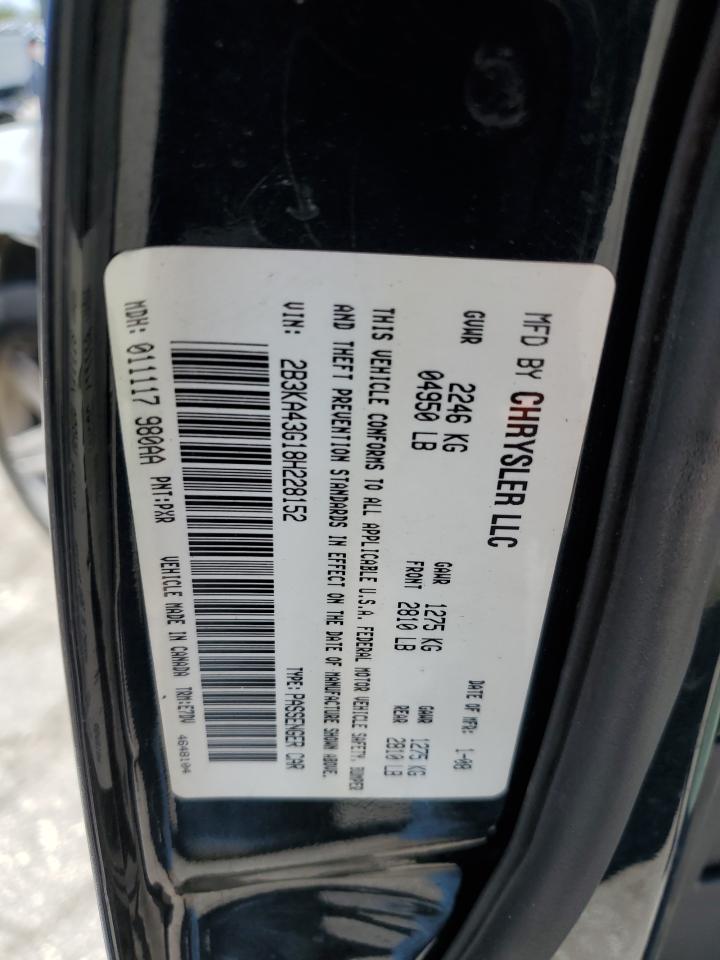 MFD BY CHRYSLER LLC
DATE OF MFR: 1-08
GVWR 2246 KG
04950 LB
GAWR FRONT 1275 KG
2810 LB
GAWR REAR 1275 KG
2810 LB
THIS VEHICLE CONFORMS TO ALL APPLICABLE U.S.A. FEDERAL MOTOR VEHICLE SAFETY, BUMPER
AND THEFT PREVENTION STANDARDS IN EFFECT ON THE DATE OF MANUFACTURE SHOWN ABOVE.
VIN: 2B3KA43G18H228152 TYPE: PASSENGER CAR
MDH: 011117 980AA PNT: PXR VEHICLE MADE IN CANADA TRM: E7DV 4648104